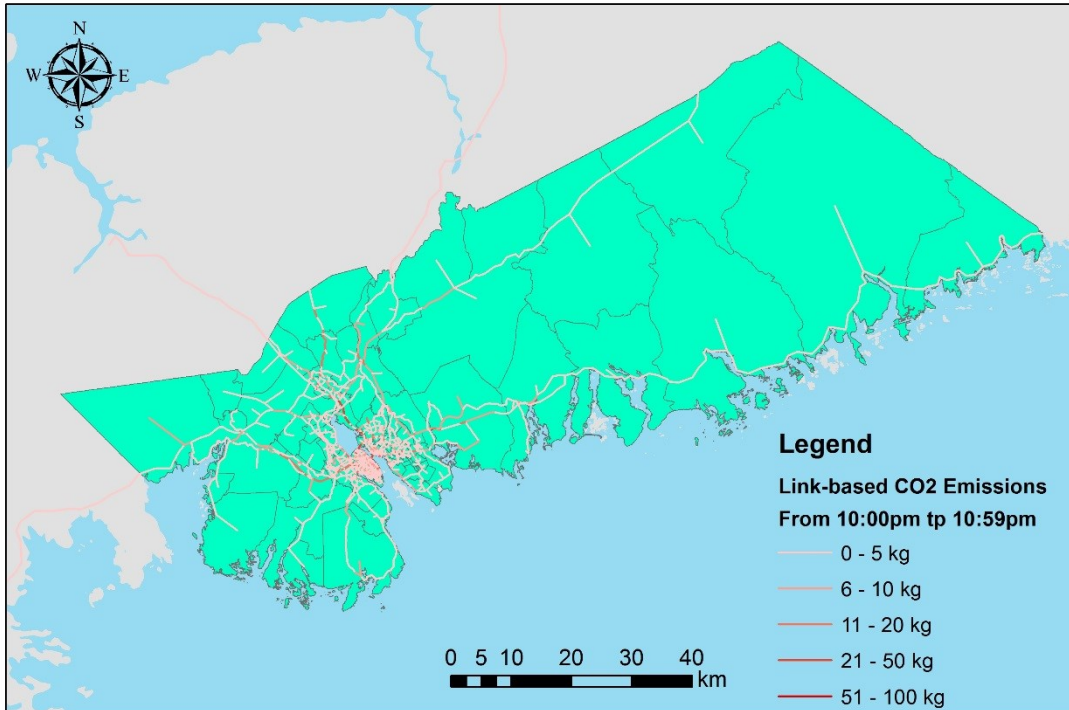 N
W E
S
Legend
Link-based CO2 Emissions
From 10:00pm tp 10:59pm
0 - 5 kg
6 - 10 kg
11 - 20 kg
21 - 50 kg
51 - 100 kg
0 5 10 20 30 40
km